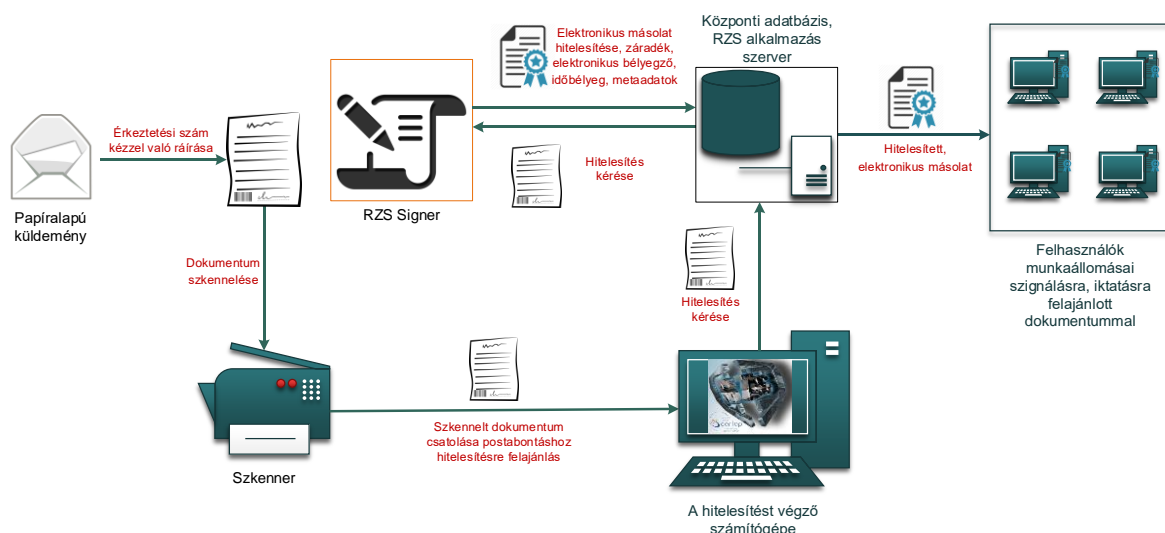 Papíralapú
küldemény
Érkeztetési szám
kézzel való ráírása
Dokumentum
szkennelése
Szkenner
RZS Signer
Elektronikus másolat
hitelesítése, záradék,
elektronikus bélyegző,
időbélyeg, metaadatok
Hitelesítés
kérése
Központi adatbázis,
RZS alkalmazás
szerver
Hitelesített,
elektronikus másolat
Felhasználók
munkaállomásai
szignálásra, iktatásra
felajánlott
dokumentummal
Szkennelt dokumentum
csatolása postabontáshoz
hitelesítésre felajánlás
Hitelesítés
kérése
A hitelesítést végző
számítógépe